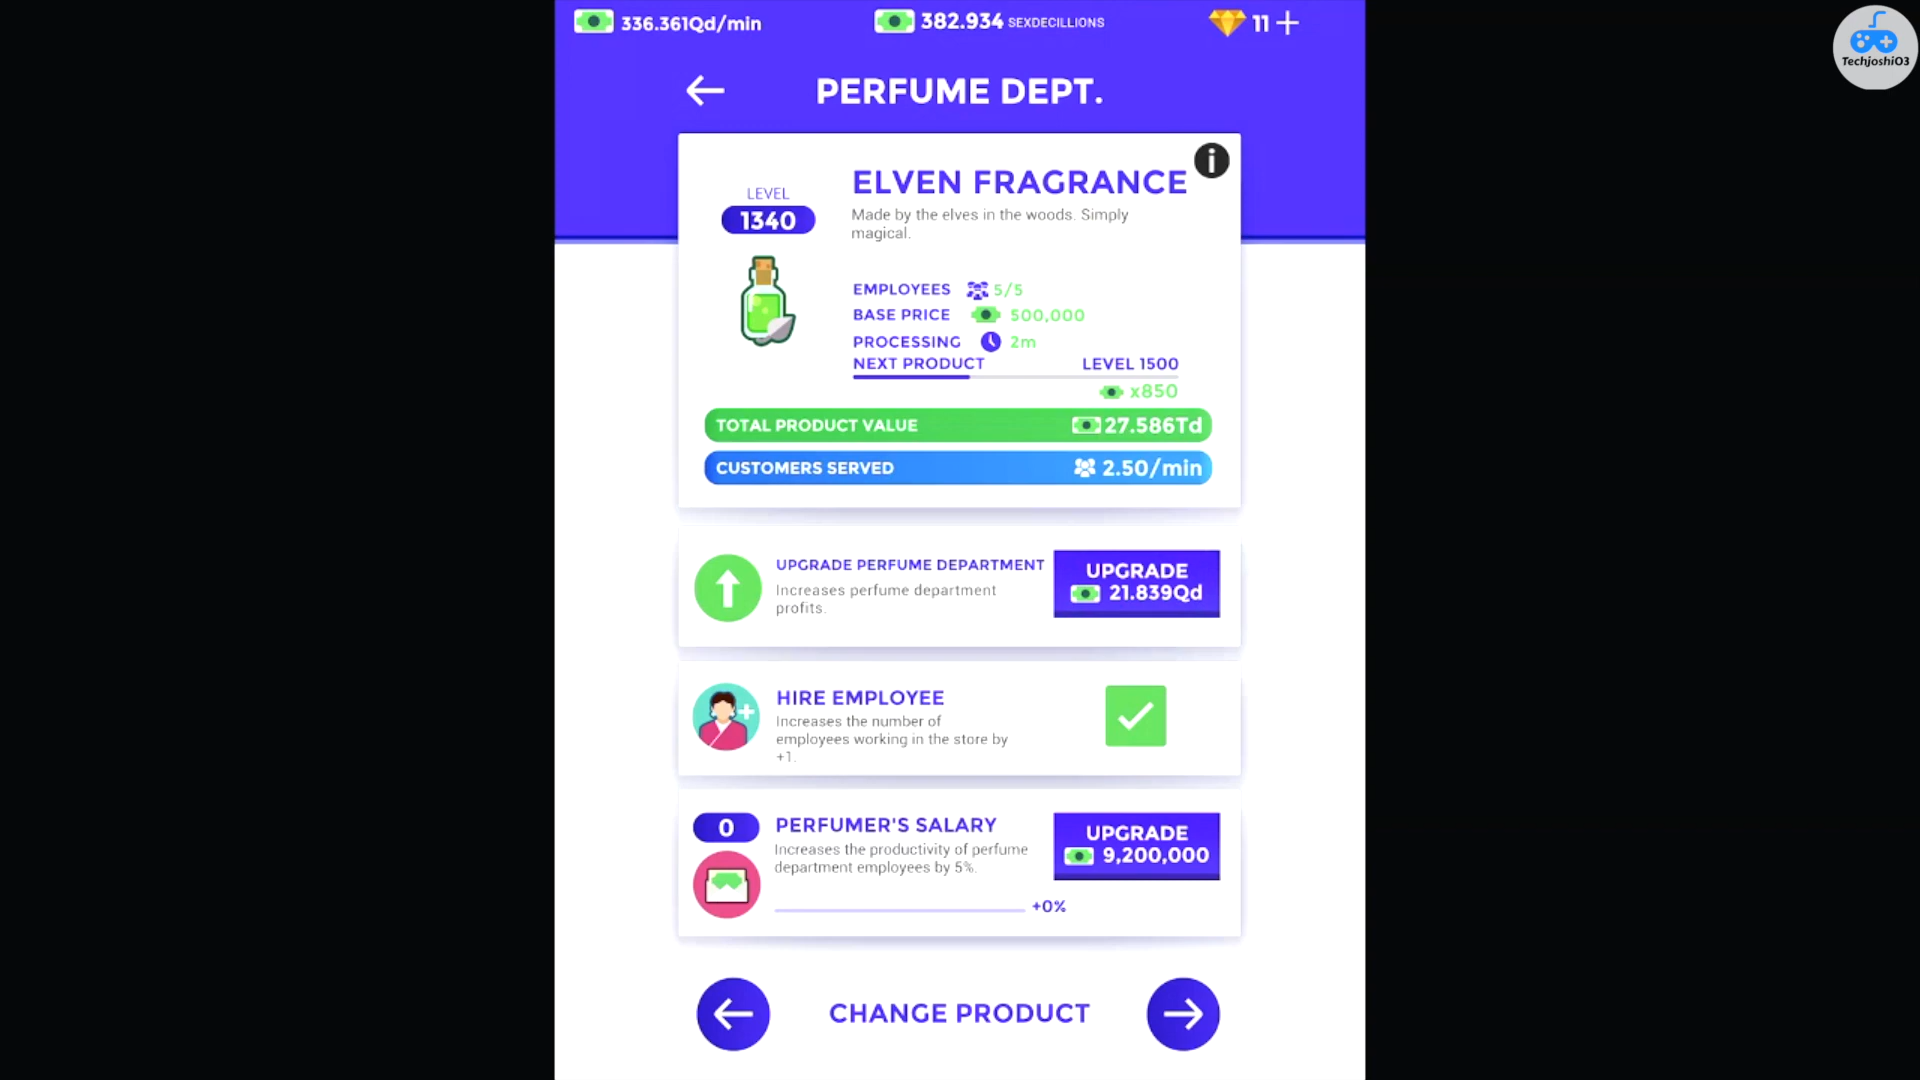 336.361Qd/min
382.934 SEXDECILLIONS
11
TechjoshiO3
PERFUME DEPT.
LEVEL
1340
ELVEN FRAGRANCE
Made by the elves in the woods. Simply
magical.
EMPLOYEES 5/5
BASE PRICE 500,000
PROCESSING 2m
NEXT PRODUCT LEVEL 1500
x850
TOTAL PRODUCT VALUE 27.586Td
CUSTOMERS SERVED 2.50/min
UPGRADE PERFUME DEPARTMENT
Increases perfume department
profits.
UPGRADE
21.839Qd
HIRE EMPLOYEE
Increases the number of
employees working in the store by
+1.
0
PERFUMER'S SALARY
Increases the productivity of perfume
department employees by 5%.
+0%
UPGRADE
9,200,000
CHANGE PRODUCT